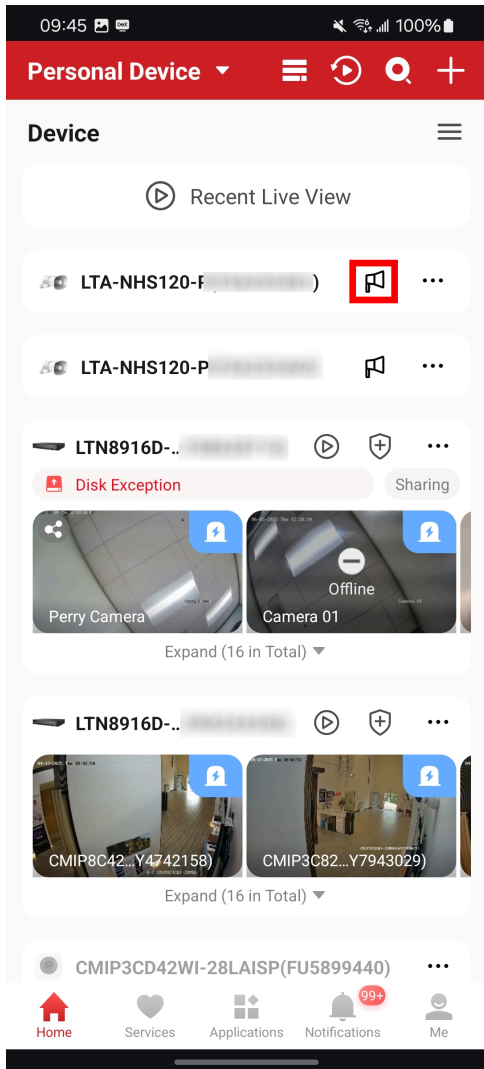 09:45 DeX 100%
Personal Device
Device
Recent Live View
LTA-NHS120- )
LTA-NHS120-P
LTN8916D-..
Disk Exception Sharing
Perry Camera
Offline
Camera 01
Expand (16 in Total)
LTN8916D-..
CMIP8C42...Y4742158) CMIP3C82...Y7943029)
Expand (16 in Total)
CMIP3CD42WI-28LAISP(FU5899440)
99+
Home Services Applications Notifications Me